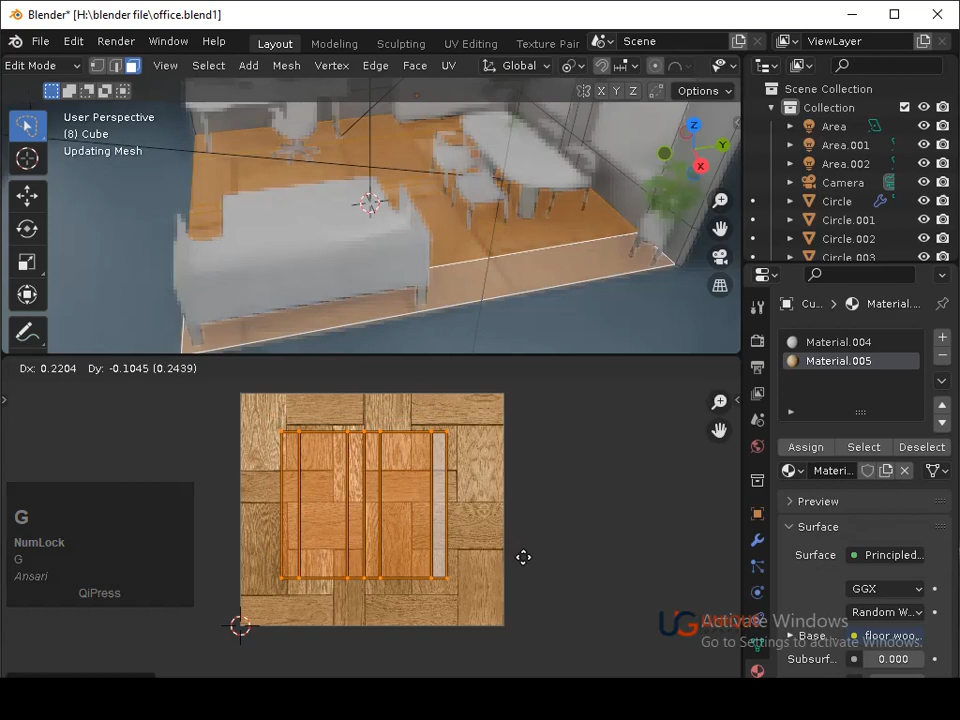 Blender* [H:\blender file\office.blend1]
File Edit Render Window Help Layout Modeling Sculpting UV Editing Texture Pair Scene ViewLayer
Edit Mode View Select Add Mesh Vertex Edge Face UV Global
X Y Z Options
User Perspective
(8) Cube
Updating Mesh
Z
Y
X
Scene Collection
Collection
Area
Area.001
Area.002
Camera
Circle
Circle.001
Circle.002
Circle.003
Cu... Material....
Material.004
Material.005
Assign Select Deselect
Materi...
Preview
Surface
Surface Principled...
GGX
Random W...
Base floor woo...
Subsurf... 0.000
Dx: 0.2204 Dy: -0.1045 (0.2439)
G
NumLock
G
Ansari
QiPress
UG
Activate Windows
Go to Settings to activate Windows.